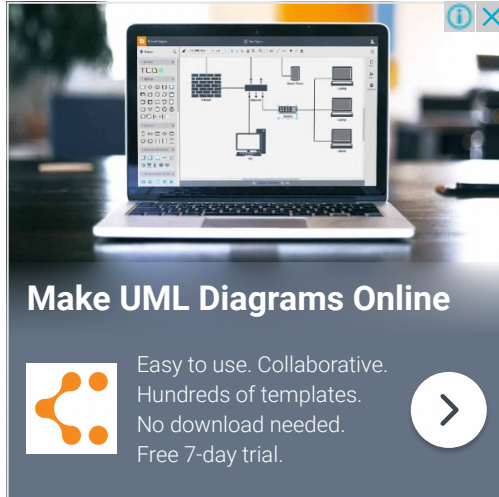 Make UML Diagrams Online
Easy to use. Collaborative.
Hundreds of templates.
No download needed.
Free 7-day trial.